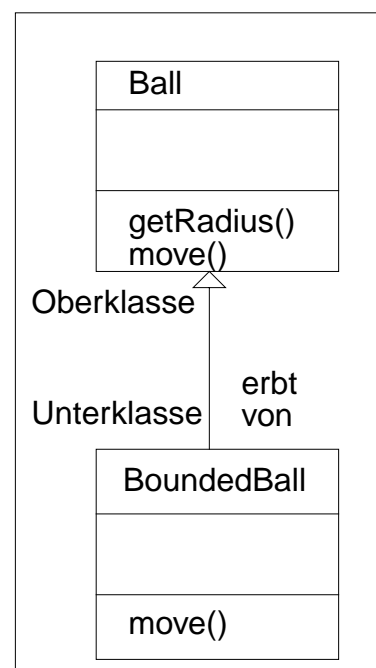 Ball
getRadius()
move()
Oberklasse
erbt
Unterklasse
von
BoundedBall
move()